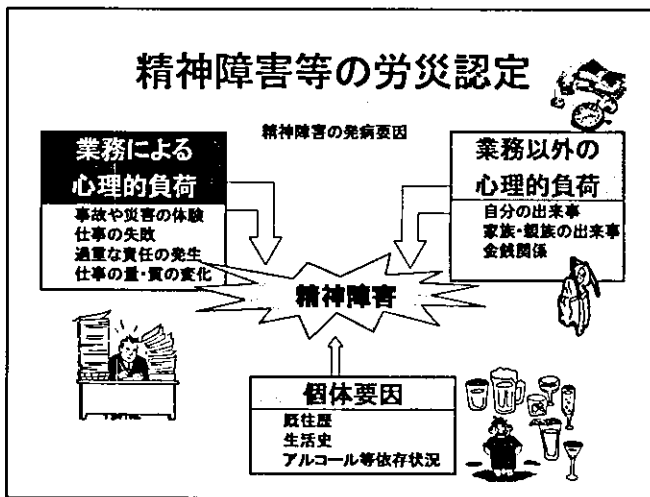 精神障害等の労災認定
精神障害の発病要因
業務による
心理的負荷
事故や災害の体験
仕事の失敗
過重な責任の発生
仕事の量・質の変化
業務以外の
心理的負荷
自分の出来事
家族・親族の出来事
金銭関係
精神障害
個体要因
既往歴
生活史
アルコール等依存状況